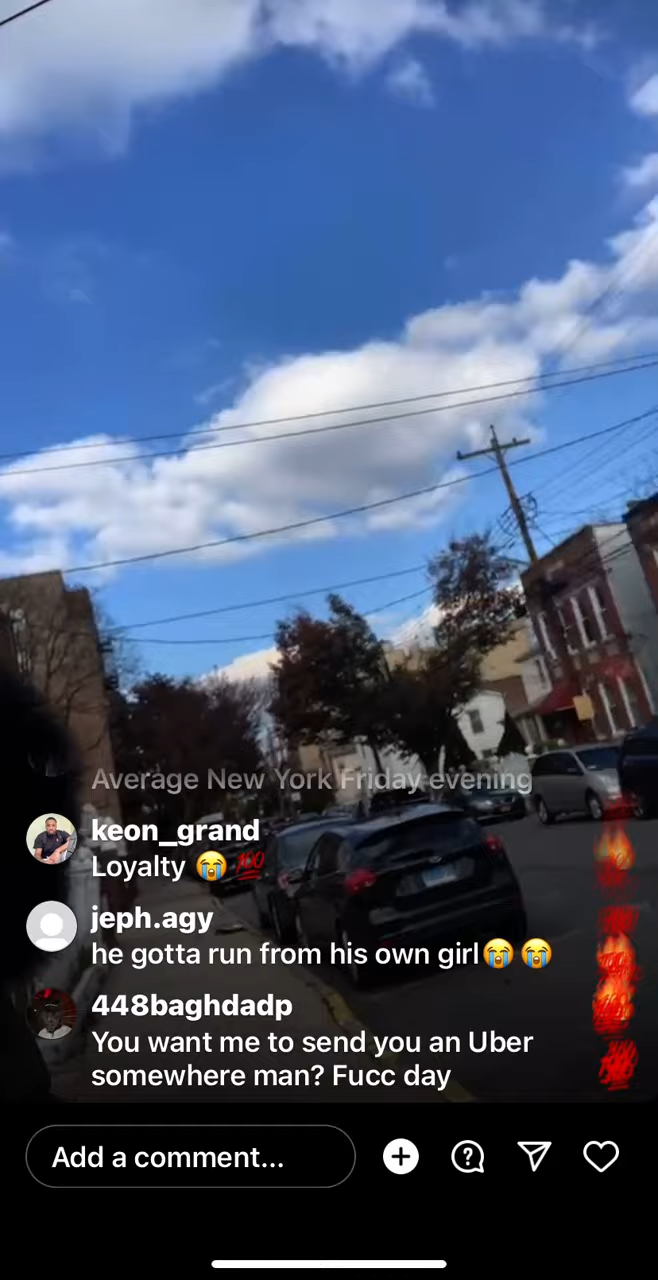 Average New York Friday evening
keon_grand
Loyalty 😭 💯
jeph.agy
he gotta run from his own girl😭 😭
448baghdadp
You want me to send you an Uber
somewhere man? Fucc day
Add a comment...